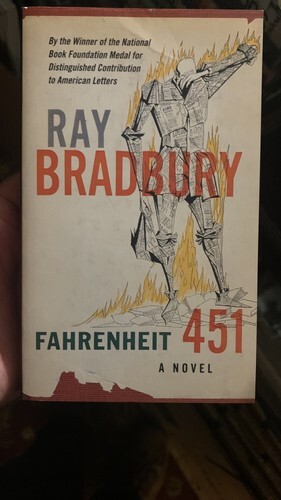 By the Winner of the National
Book Foundation Medal for
Distinguished Contribution
to American Letters
RAY
BRADBURY
FAHRENHEIT 451
A NOVEL